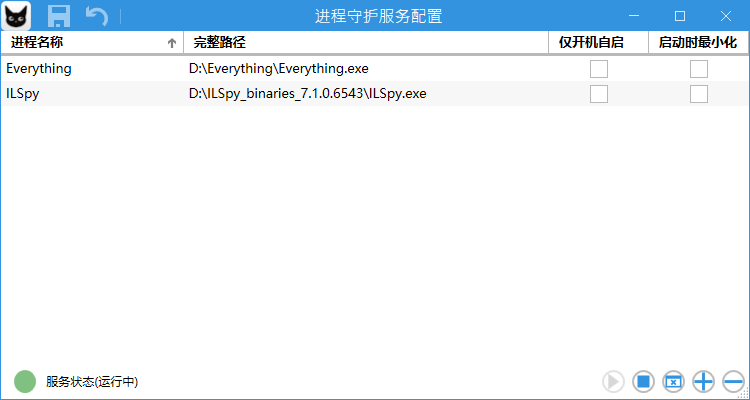 进程守护服务配置
进程名称 完整路径 仅开机自启 启动时最小化
Everything D:\Everything\Everything.exe
ILSpy D:\ILSpy_binaries_7.1.0.6543\ILSpy.exe
服务状态(运行中)